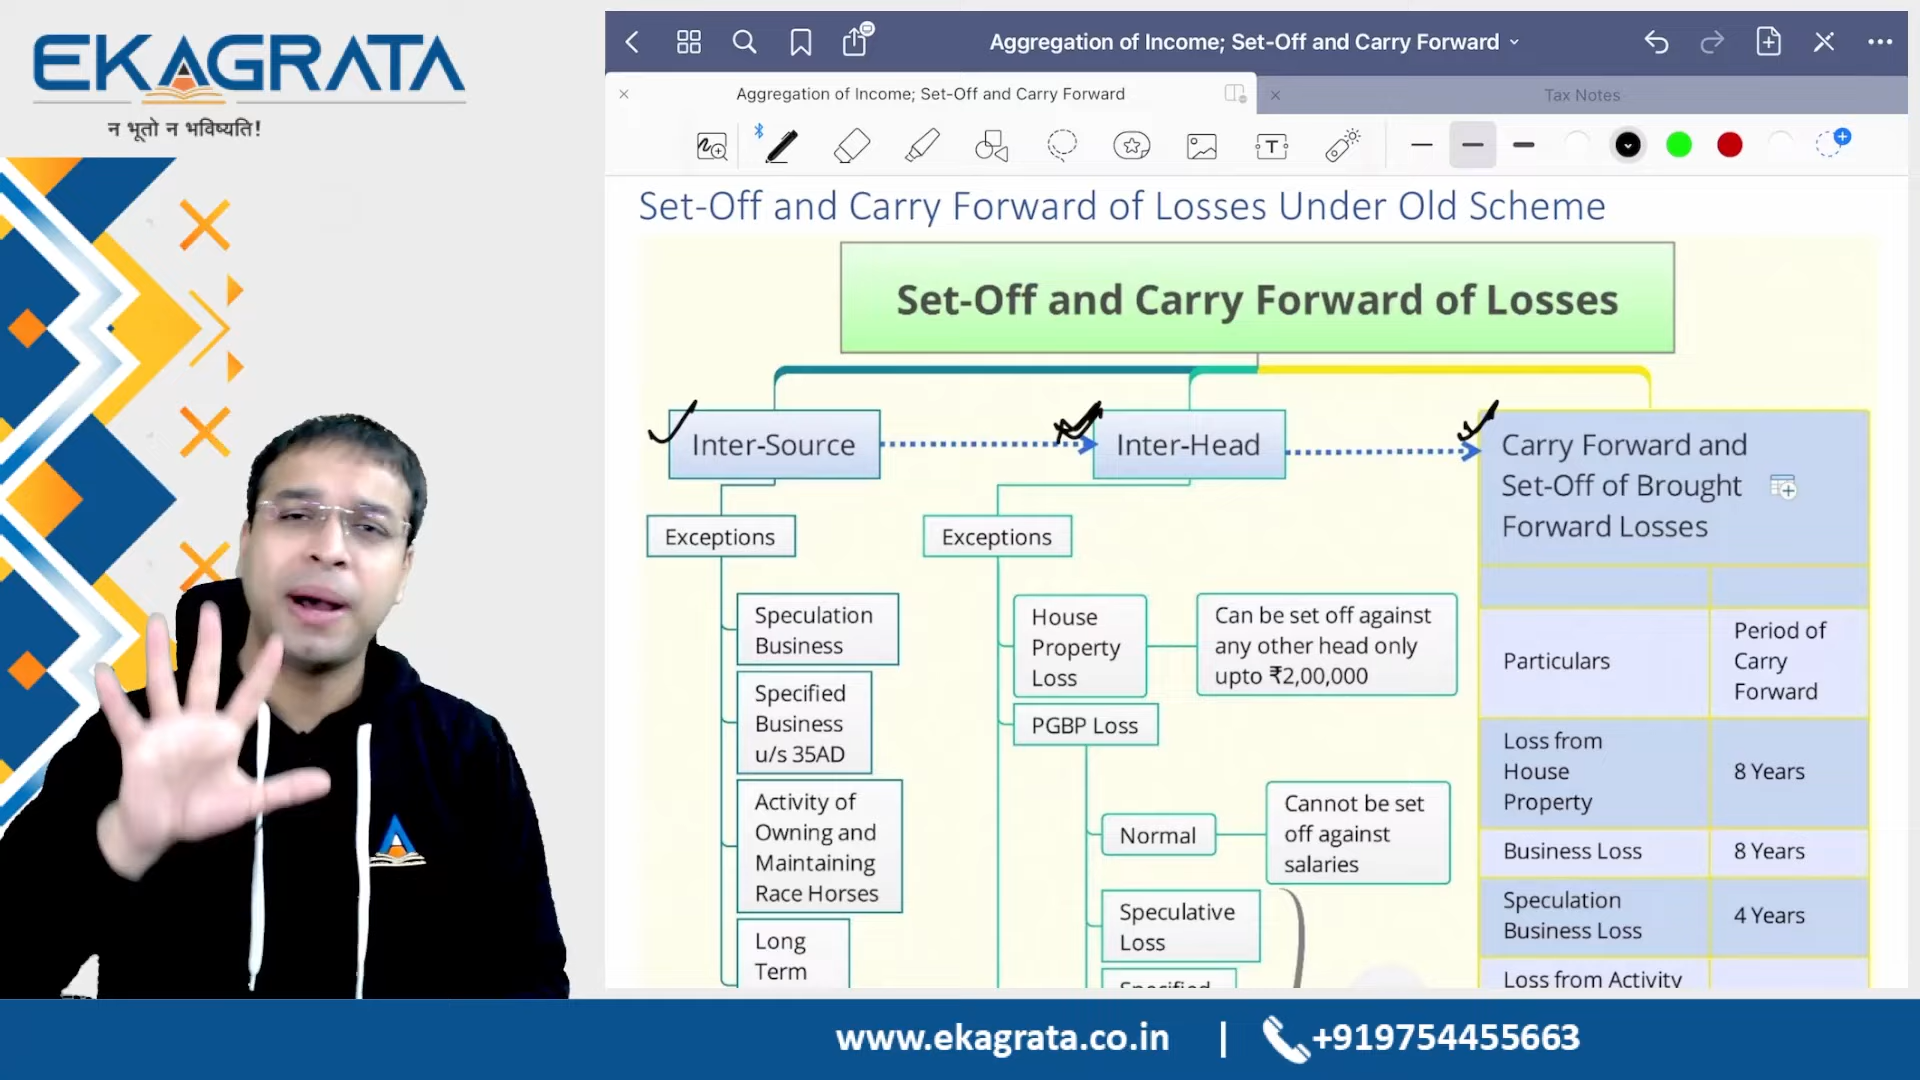 EKAGRATA
न भूतो न भविष्यति!
Aggregation of Income; Set-Off and Carry Forward
Aggregation of Income; Set-Off and Carry Forward
Tax Notes
T
Set-Off and Carry Forward of Losses Under Old Scheme
Set-Off and Carry Forward of Losses
Inter-Source
Exceptions
Speculation
Business
Specified
Business
u/s 35AD
Activity of
Owning and
Maintaining
Race Horses
Long
Term
Inter-Head
Exceptions
House
Property
Loss
Can be set off against
any other head only
upto ₹2,00,000
PGBP Loss
Normal
Cannot be set
off against
salaries
Speculative
Loss
Specified
Carry Forward and
Set-Off of Brought
Forward Losses
Particulars
Period of
Carry
Forward
Loss from
House
Property
8 Years
Business Loss
8 Years
Speculation
Business Loss
4 Years
Loss from Activity
www.ekagrata.co.in | +919754455663